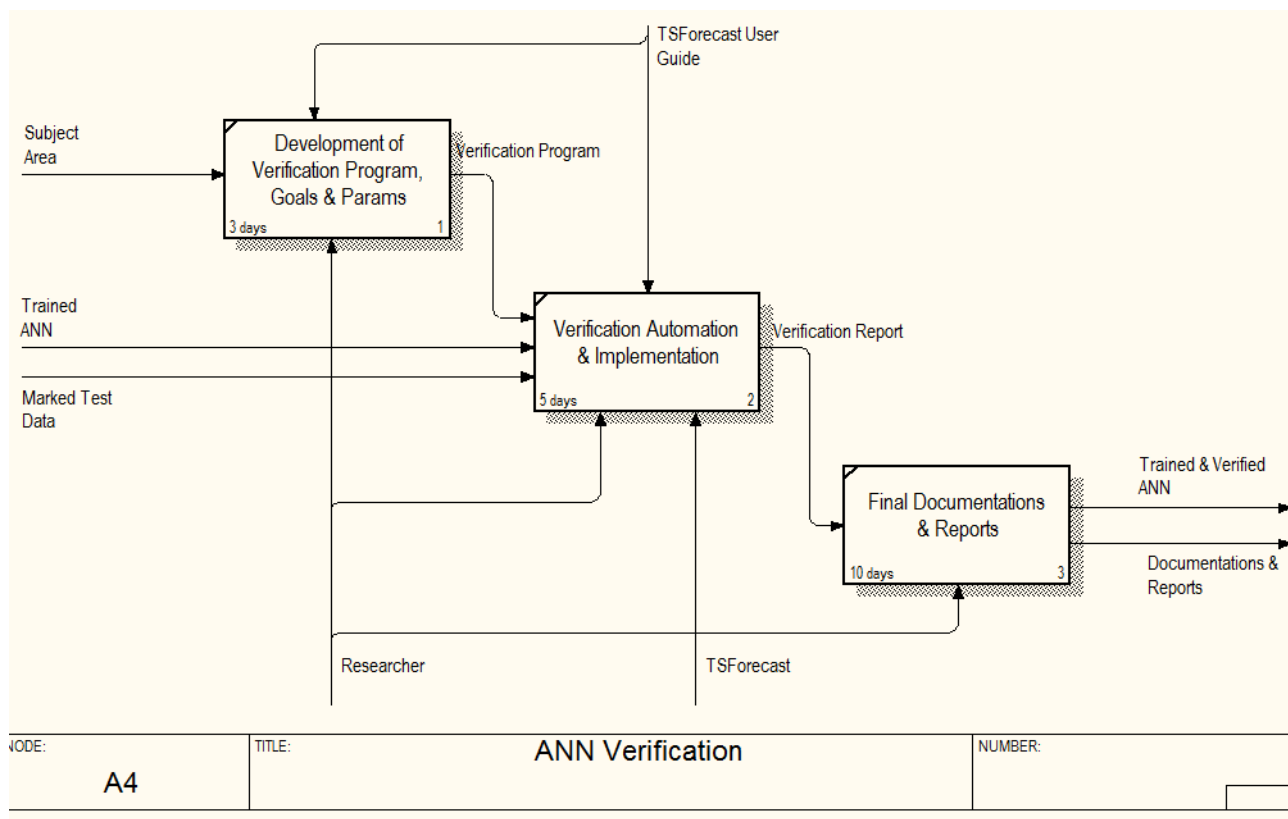 TSForecast User
Guide
Subject
Area
Development of
Verification Program,
Goals & Params
3 days
1
Verification Program
Trained
ANN
Marked Test
Data
Verification Automation
& Implementation
5 days
2
Verification Report
Final Documentations
& Reports
10 days
3
Trained & Verified
ANN
Documentations &
Reports
Researcher
TSForecast
NODE:
A4
TITLE:
ANN Verification
NUMBER: